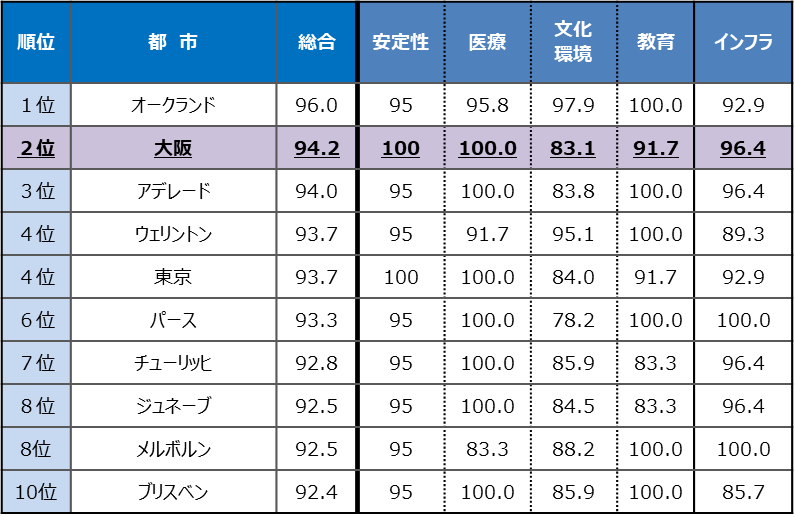 順位 都 市 総合 安定性 医療 文化環境 教育 インフラ
1位 オークランド 96.0 95 95.8 97.9 100.0 92.9
2位 大阪 94.2 100 100.0 83.1 91.7 96.4
3位 アデレード 94.0 95 100.0 83.8 100.0 96.4
4位 ウェリントン 93.7 95 91.7 95.1 100.0 89.3
4位 東京 93.7 100 100.0 84.0 91.7 92.9
6位 パース 93.3 95 100.0 78.2 100.0 100.0
7位 チューリッヒ 92.8 95 100.0 85.9 83.3 96.4
8位 ジュネーブ 92.5 95 100.0 84.5 83.3 96.4
8位 メルボルン 92.5 95 83.3 88.2 100.0 100.0
10位 ブリスベン 92.4 95 100.0 85.9 100.0 85.7